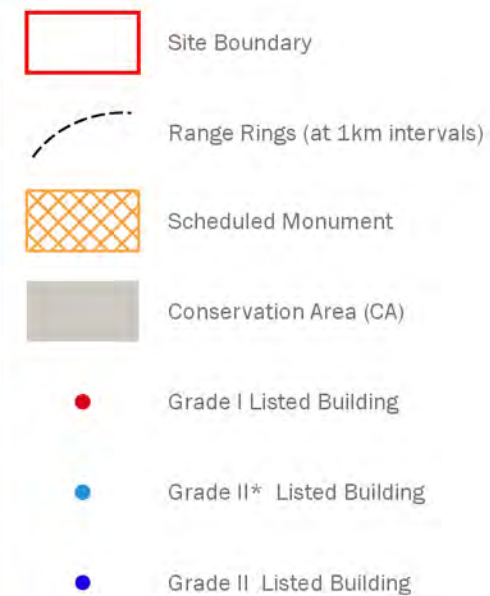 Site Boundary
Range Rings (at 1km intervals)
Scheduled Monument
Conservation Area (CA)
Grade I Listed Building
Grade II* Listed Building
Grade II Listed Building